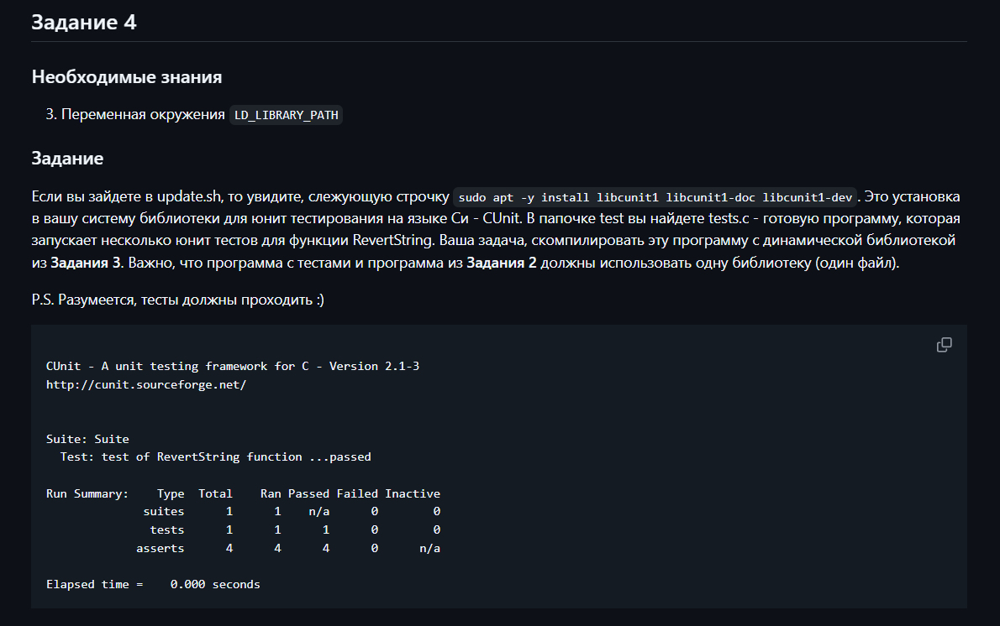 Задание 4
Необходимые знания
3. Переменная окружения LD_LIBRARY_PATH
Задание
Если вы зайдете в update.sh, то увидите, слежующую строчку sudo apt -y install libcunit1 libcunit1-doc libcunit1-dev. Это установка
в вашу систему библиотеки для юнит тестирования на языке Си - CUnit. В папочке test вы найдете tests.c - готовую программу, которая
запускает несколько юнит тестов для функции RevertString. Ваша задача, скомпилировать эту программу с динамической библиотекой
из Задания 3. Важно, что программа с тестами и программа из Задания 2 должны использовать одну библиотеку (один файл).
P.S. Разумеется, тесты должны проходить :)
CUnit - A unit testing framework for C - Version 2.1-3
http://cunit.sourceforge.net/
Suite: Suite
  Test: test of RevertString function ...passed
Run Summary:    Type  Total    Ran Passed Failed Inactive
              suites      1      1    n/a      0        0
               tests      1      1      1      0        0
             asserts      4      4      4      0      n/a
Elapsed time =    0.000 seconds